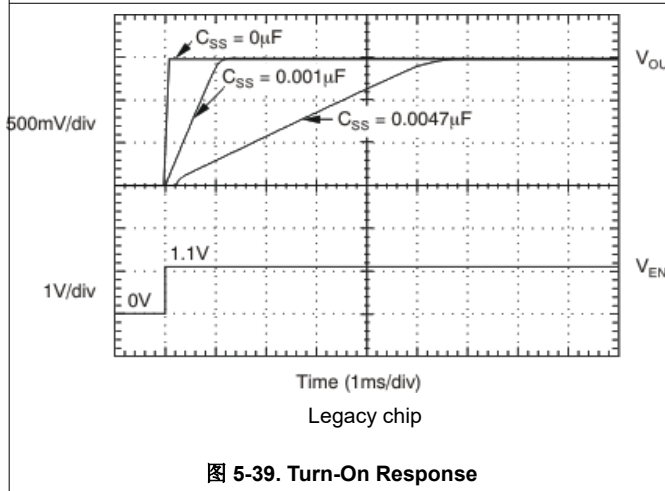 C_SS = 0μF
V_OU
C_SS = 0.001μF
500mV/div
C_SS = 0.0047μF
1.1V
V_EN
1V/div
0V
Time (1ms/div)
Legacy chip
图 5-39. Turn-On Response